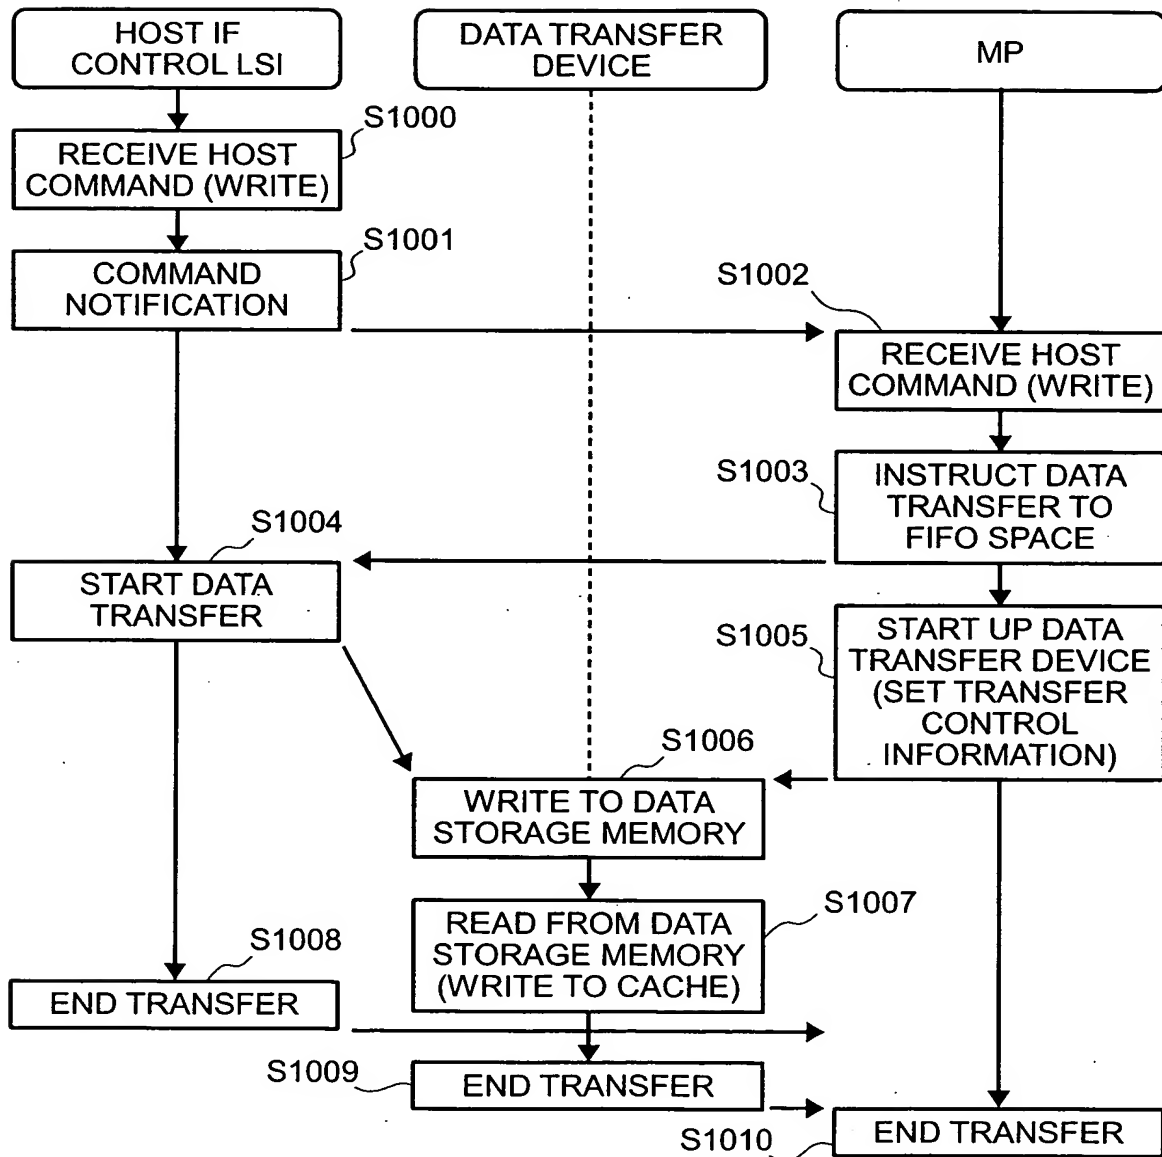 HOST IF
CONTROL LSI
DATA TRANSFER
DEVICE
MP
S1000
RECEIVE HOST
COMMAND (WRITE)
S1001
COMMAND
NOTIFICATION
S1002
RECEIVE HOST
COMMAND (WRITE)
S1003
INSTRUCT DATA
TRANSFER TO
FIFO SPACE
S1004
START DATA
TRANSFER
S1005
START UP DATA
TRANSFER DEVICE
(SET TRANSFER
CONTROL
INFORMATION)
S1006
WRITE TO DATA
STORAGE MEMORY
S1007
READ FROM DATA
STORAGE MEMORY
(WRITE TO CACHE)
S1008
END TRANSFER
S1009
END TRANSFER
S1010
END TRANSFER